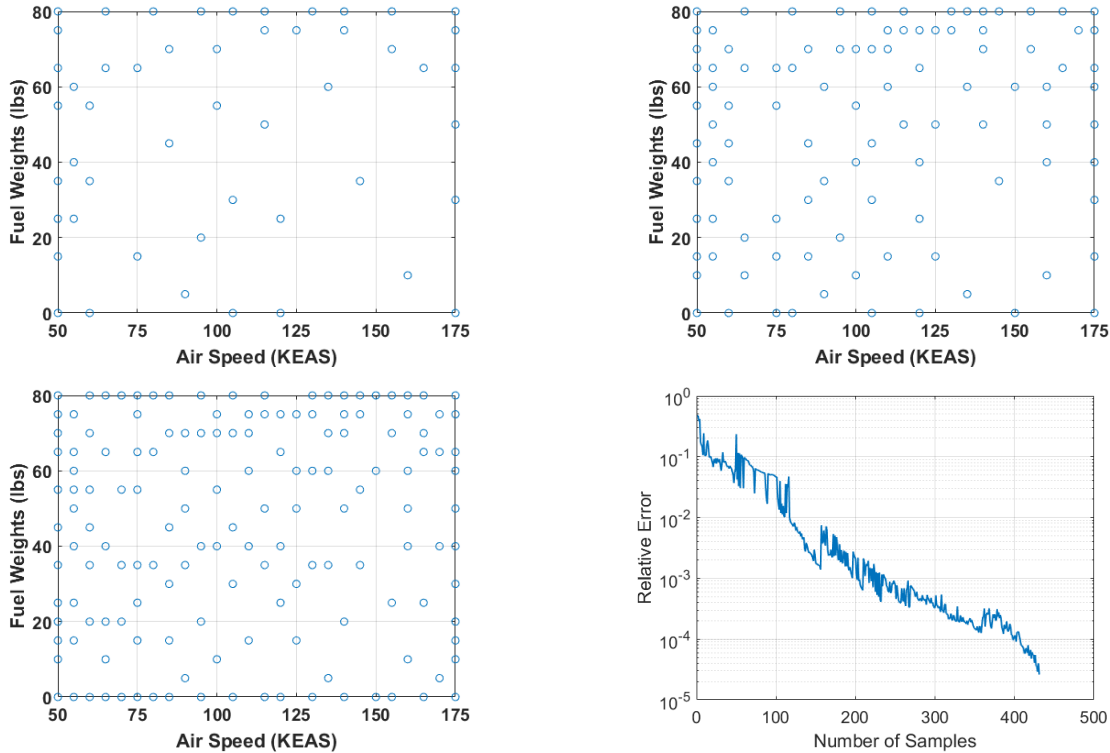 80
60
40
20
0
Fuel Weights (lbs)
50 75 100 125 150 175
Air Speed (KEAS)
80
60
40
20
0
Fuel Weights (lbs)
50 75 100 125 150 175
Air Speed (KEAS)
80
60
40
20
0
Fuel Weights (lbs)
50 75 100 125 150 175
Air Speed (KEAS)
10^0
10^-1
10^-2
10^-3
10^-4
10^-5
Relative Error
0 100 200 300 400 500
Number of Samples